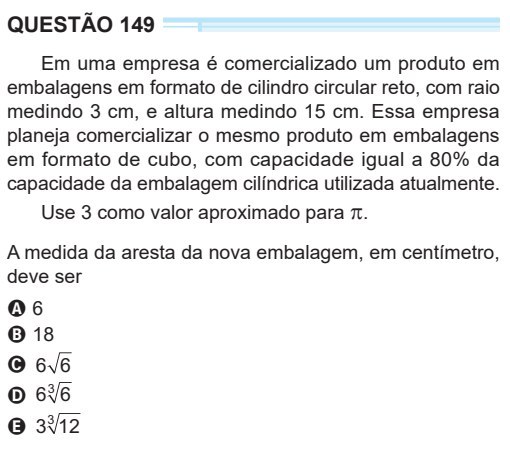 QUESTÃO 149
Em uma empresa é comercializado um produto em
embalagens em formato de cilindro circular reto, com raio
medindo 3 cm, e altura medindo 15 cm. Essa empresa
planeja comercializar o mesmo produto em embalagens
em formato de cubo, com capacidade igual a 80% da
capacidade da embalagem cilíndrica utilizada atualmente.
Use 3 como valor aproximado para π.
A medida da aresta da nova embalagem, em centímetro,
deve ser
A 6
B 18
C 6√6
D 6∛6
E 3∛12